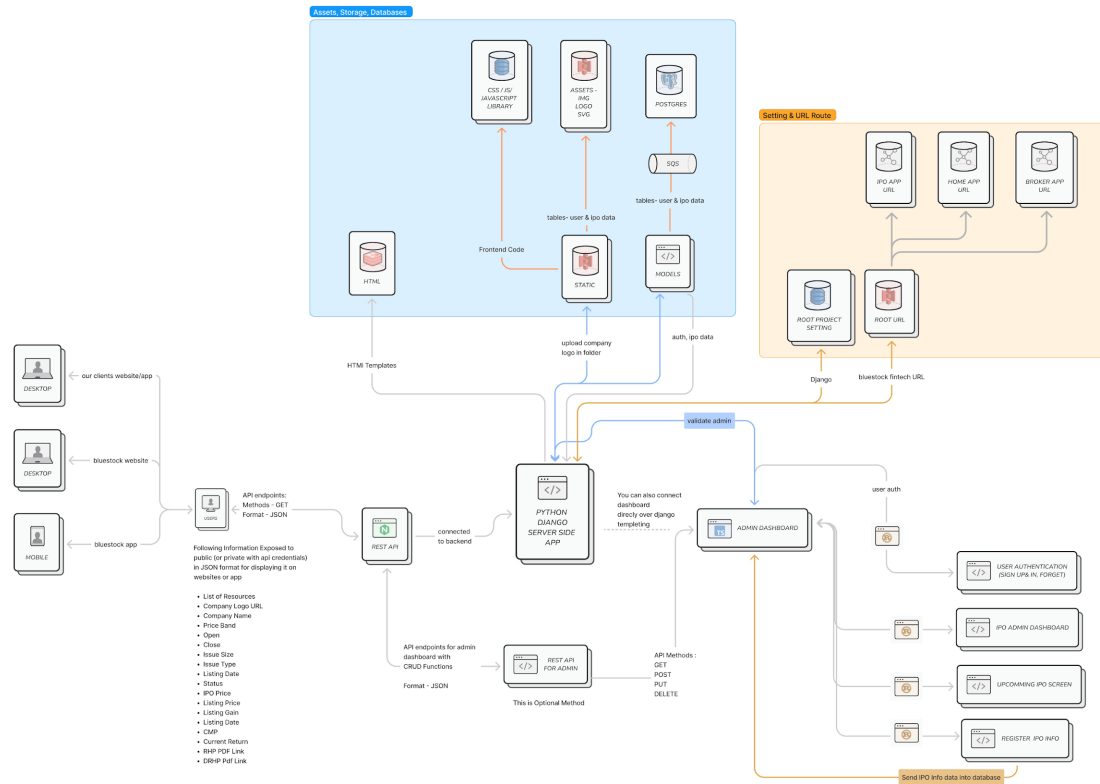 Assets, Storage, Databases
CSS / JS/
JAVASCRIPT
LIBRARY
ASSETS -
IMG
LOGO
SVG
POSTGRES
SQS
tables- user & ipo data
tables- user & ipo data
Frontend Code
HTML
STATIC
MODELS
Setting & URL Route
IPO APP
URL
HOME APP
URL
BROKER APP
URL
ROOT PROJECT
SETTING
ROOT URL
upload company
logo in folder
auth, ipo data
HTMl Templates
Django
bluestock fintech URL
DESKTOP
our clients website/app
DESKTOP
bluestock website
MOBILE
bluestock app
USERS
API endpoints:
Methods - GET
Format - JSON
REST API
connected
to backend
PYTHON
DJANGO
SERVER SIDE
APP
validate admin
You can also connect
dashboard
direcly over django
templeting
ADMIN DASHBOARD
user auth
USER AUTHENTICATION
(SIGN UP& IN, FORGET)
IPO ADMIN DASHBOARD
UPCOMMING IPO SCREEN
REGISTER IPO INFO
Send IPO Info data into database
Following Information Exposed to
public (or private with api credentials)
in JSON format for displaying it on
websites or app
• List of Resources
• Company Logo URL
• Company Name
• Price Band
• Open
• Close
• Issue Size
• Issue Type
• Listing Date
• Status
• IPO Price
• Listing Price
• Listing Gain
• Listing Date
• CMP
• Current Return
• RHP PDF Link
• DRHP Pdf Link
API endpoints for admin
dashboard with
CRUD Functions
Format - JSON
REST API
FOR ADMIN
This is Optional Method
API Methods :
GET
POST
PUT
DELETE